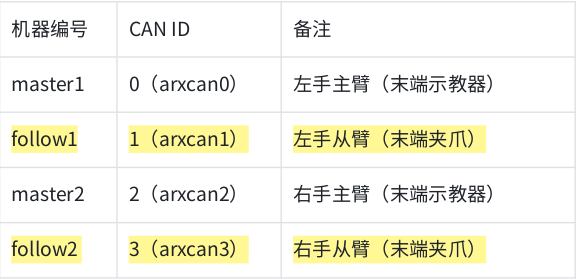 机器编号 CAN ID 备注
master1 0（arxcan0） 左手主臂（末端示教器）
follow1 1（arxcan1） 左手从臂（末端夹爪）
master2 2（arxcan2） 右手主臂（末端示教器）
follow2 3（arxcan3） 右手从臂（末端夹爪）